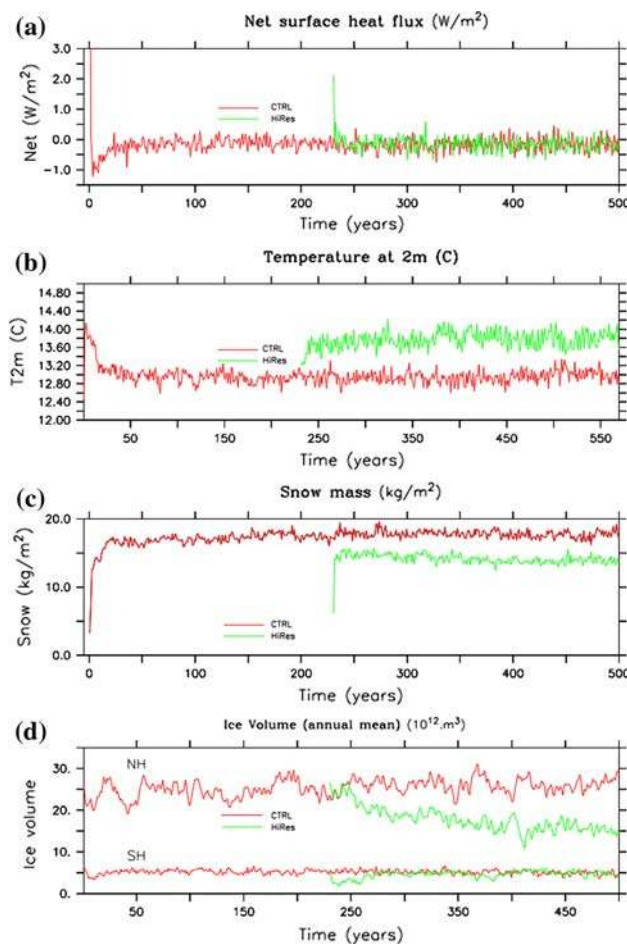 (a)
Net surface heat flux (W/m²)
Net (W/m²)
3.0
2.0
1.0
0.0
−1.0
CTRL
HiRes
0 100 200 300 400 500
Time (years)
(b)
Temperature at 2m (C)
T2m (C)
14.80
14.40
14.00
13.60
13.20
12.80
12.40
12.00
CTRL
HiRes
50 150 250 350 450 550
Time (years)
(c)
Snow mass (kg/m²)
Snow (kg/m²)
20.0
10.0
0.0
CTRL
HiRes
0 100 200 300 400 500
Time (years)
(d)
Ice Volume (annual mean) (10¹².m³)
Ice volume
30.
20.
10.
0.
NH
SH
CTRL
HiRes
50 150 250 350 450
Time (years)